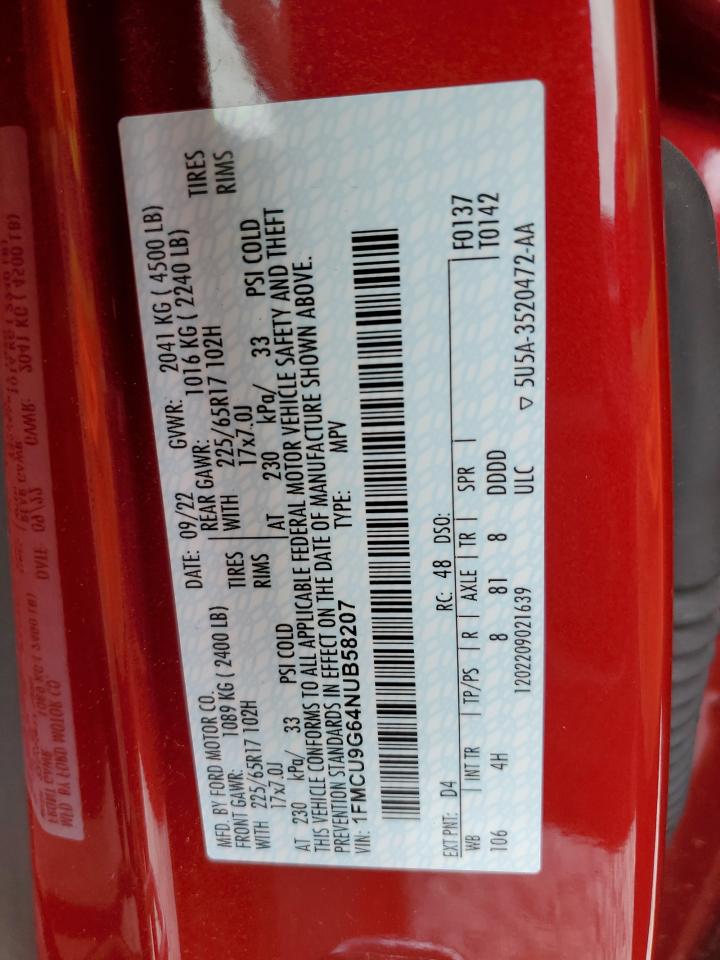 MFD. BY FORD MOTOR CO.
DATE: 09/22 GVWR: 2041 KG ( 4500 LB)
FRONT GAWR: 1089 KG ( 2400 LB) REAR GAWR: 1016 KG ( 2240 LB)
WITH 225/65R17 102H TIRES WITH 225/65R17 102H TIRES
17x7.0J RIMS 17x7.0J RIMS
AT 230 kPa/ 33 PSI COLD AT 230 kPa/ 33 PSI COLD
THIS VEHICLE CONFORMS TO ALL APPLICABLE FEDERAL MOTOR VEHICLE SAFETY AND THEFT
PREVENTION STANDARDS IN EFFECT ON THE DATE OF MANUFACTURE SHOWN ABOVE.
VIN: 1FMCU9G64NUB58207 TYPE: MPV
EXT PNT: D4 RC: 48 DSO: F0137
WB INT TR TP/PS R AXLE TR SPR T0142
106 4H 8 81 8 DDDD
1202209021639 ULC ▽ 5U5A-3520472-AA